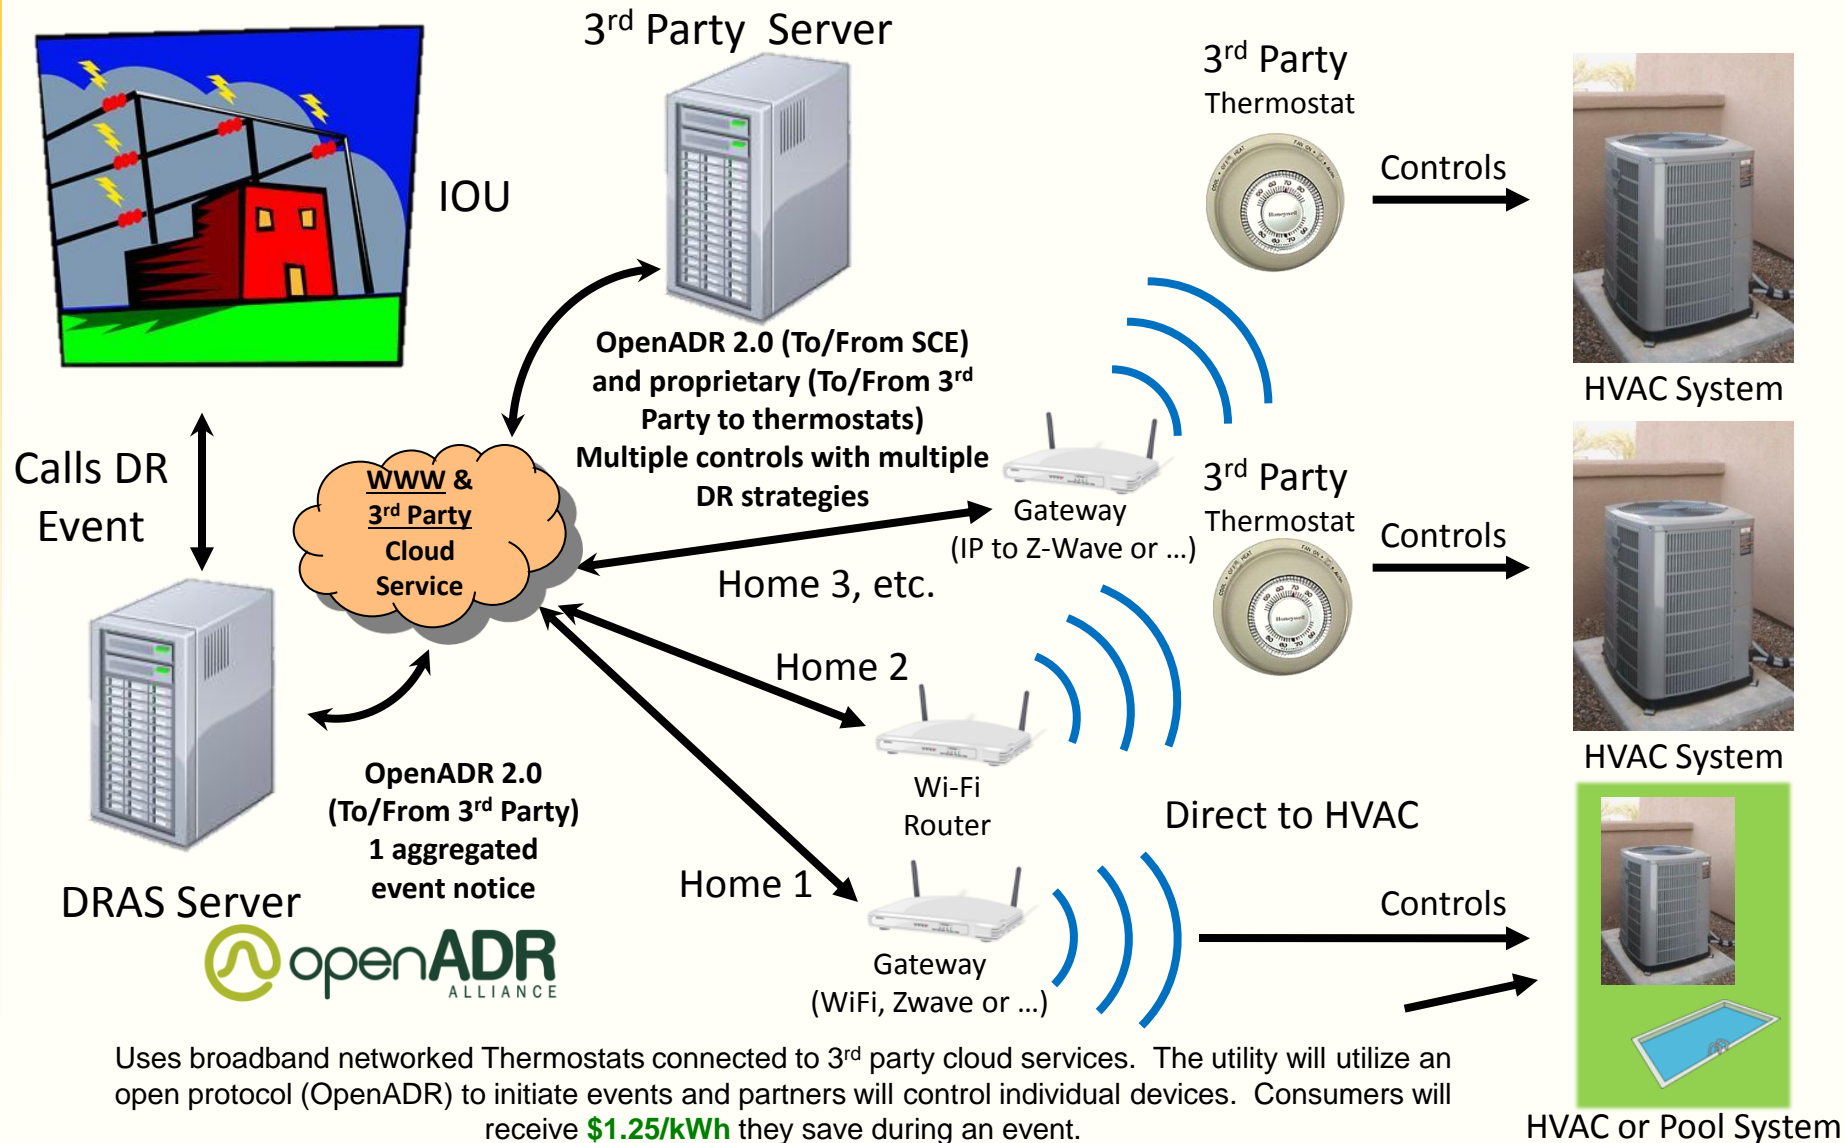 3rd Party Server
IOU
3rd Party
Thermostat
Controls
HVAC System
OpenADR 2.0 (To/From SCE)
and proprietary (To/From 3rd
Party to thermostats)
Multiple controls with multiple
DR strategies
Calls DR
Event
WWW &
3rd Party
Cloud
Service
Gateway
(IP to Z-Wave or ...)
Home 3, etc.
3rd Party
Thermostat
Controls
HVAC System
Home 2
Wi-Fi
Router
OpenADR 2.0
(To/From 3rd Party)
1 aggregated
event notice
DRAS Server
openADR
ALLIANCE
Home 1
Gateway
(WiFi, Zwave or ...)
Direct to HVAC
Controls
HVAC or Pool System
Uses broadband networked Thermostats connected to 3rd party cloud services. The utility will utilize an
open protocol (OpenADR) to initiate events and partners will control individual devices. Consumers will
receive $1.25/kWh they save during an event.